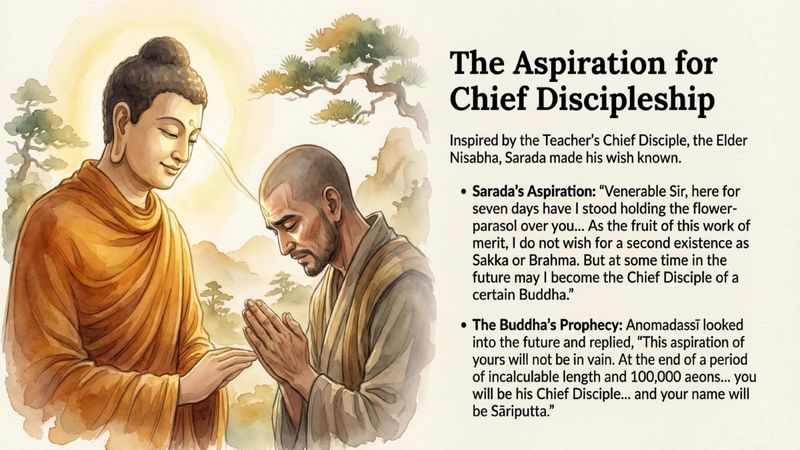 The Aspiration for
Chief Discipleship
Inspired by the Teacher's Chief Disciple, the Elder
Nisabha, Sarada made his wish known.
• Sarada’s Aspiration: “Venerable Sir, here for
seven days have I stood holding the flower-
parasol over you... As the fruit of this work of
merit, I do not wish for a second existence as
Sakka or Brahma. But at some time in the
future may I become the Chief Disciple of a
certain Buddha.”
• The Buddha’s Prophecy: Anomadassī looked
into the future and replied, “This aspiration of
yours will not be in vain. At the end of a period
of incalculable length and 100,000 aeons... you
will be his Chief Disciple... and your name will
be Sāriputta.”